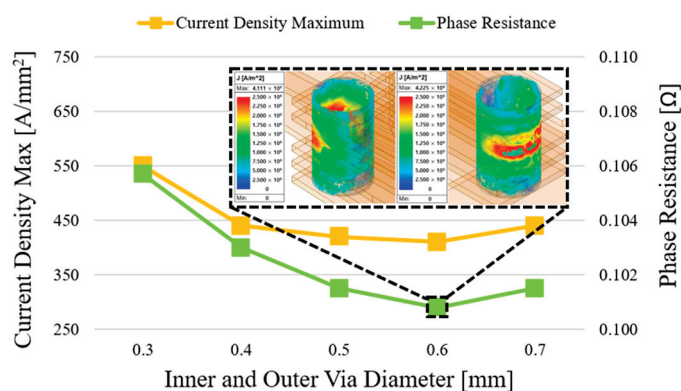 Current Density Maximum
Phase Resistance
Current Density Max [A/mm²]
750
650
550
450
350
250
0.110
0.108
0.106
0.104
0.102
0.100
Phase Resistance [Ω]
J [A/m^2]
Max: 4.111 × 10⁸
2.500 × 10⁸
2.250 × 10⁸
2.000 × 10⁸
1.750 × 10⁸
1.500 × 10⁸
1.250 × 10⁸
1.000 × 10⁸
7.500 × 10⁷
5.000 × 10⁷
2.500 × 10⁷
0
Min: 0
J [A/m^2]
Max: 4.225 × 10⁸
2.500 × 10⁸
2.250 × 10⁸
2.000 × 10⁸
1.750 × 10⁸
1.500 × 10⁸
1.250 × 10⁸
1.000 × 10⁸
7.500 × 10⁷
5.000 × 10⁷
2.500 × 10⁷
0
Min: 0
0.3 0.4 0.5 0.6 0.7
Inner and Outer Via Diameter [mm]